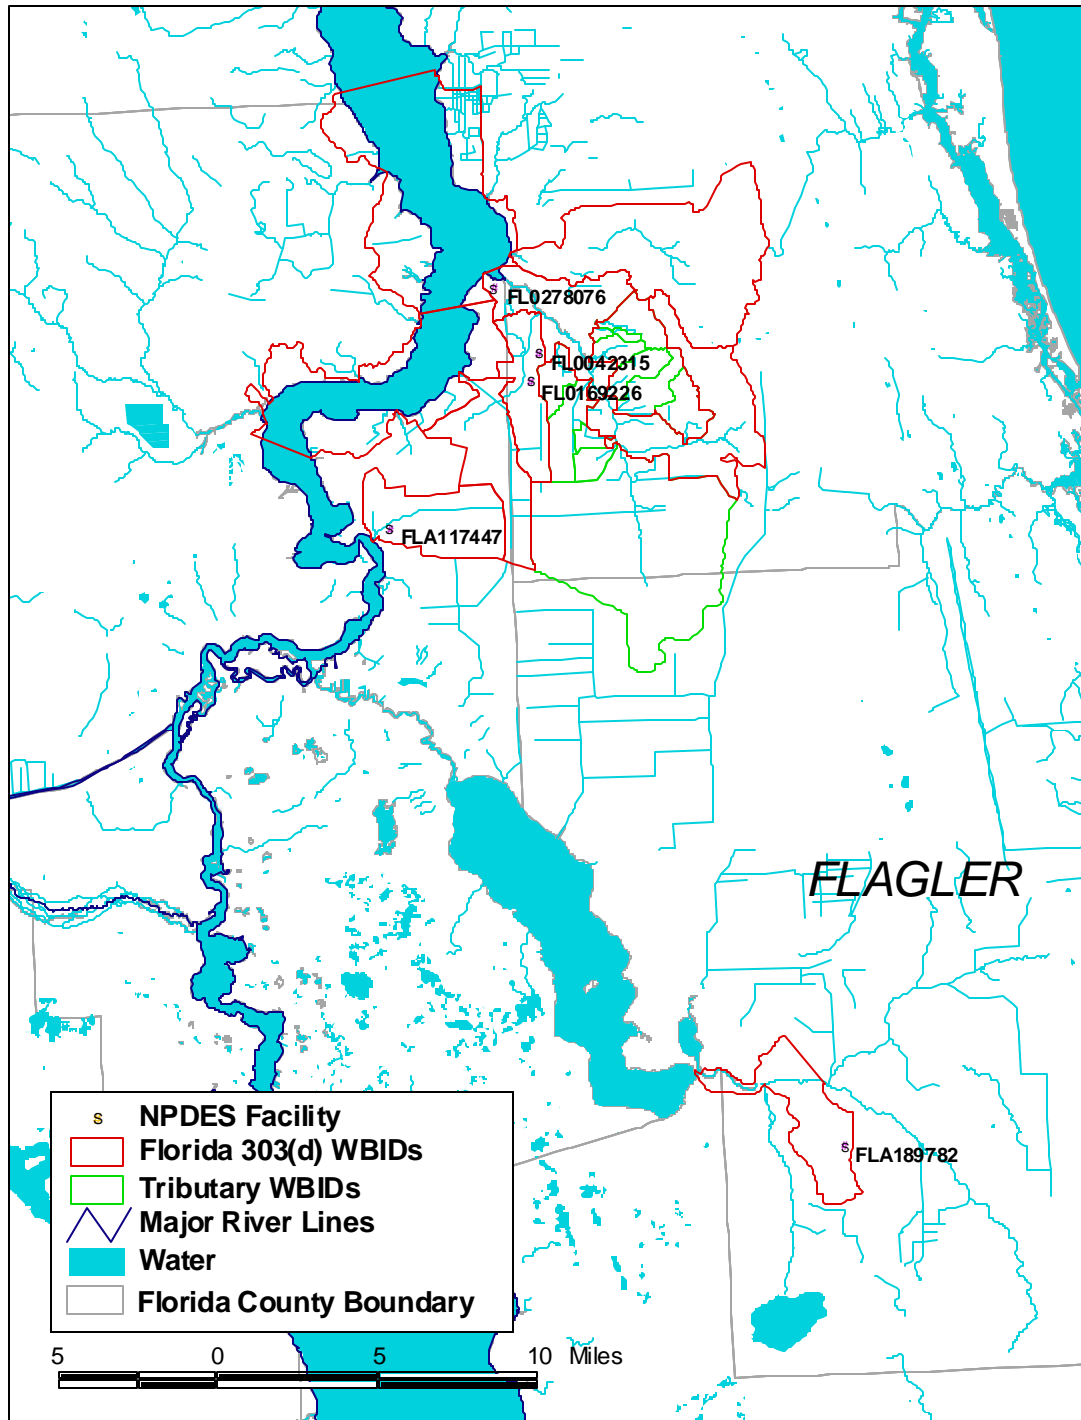 FL0278076
FL0042315
FL0169226
FLA117447
FLAGLER
FLA189782
s NPDES Facility
Florida 303(d) WBIDs
Tributary WBIDs
Major River Lines
Water
Florida County Boundary
5 0 5 10 Miles